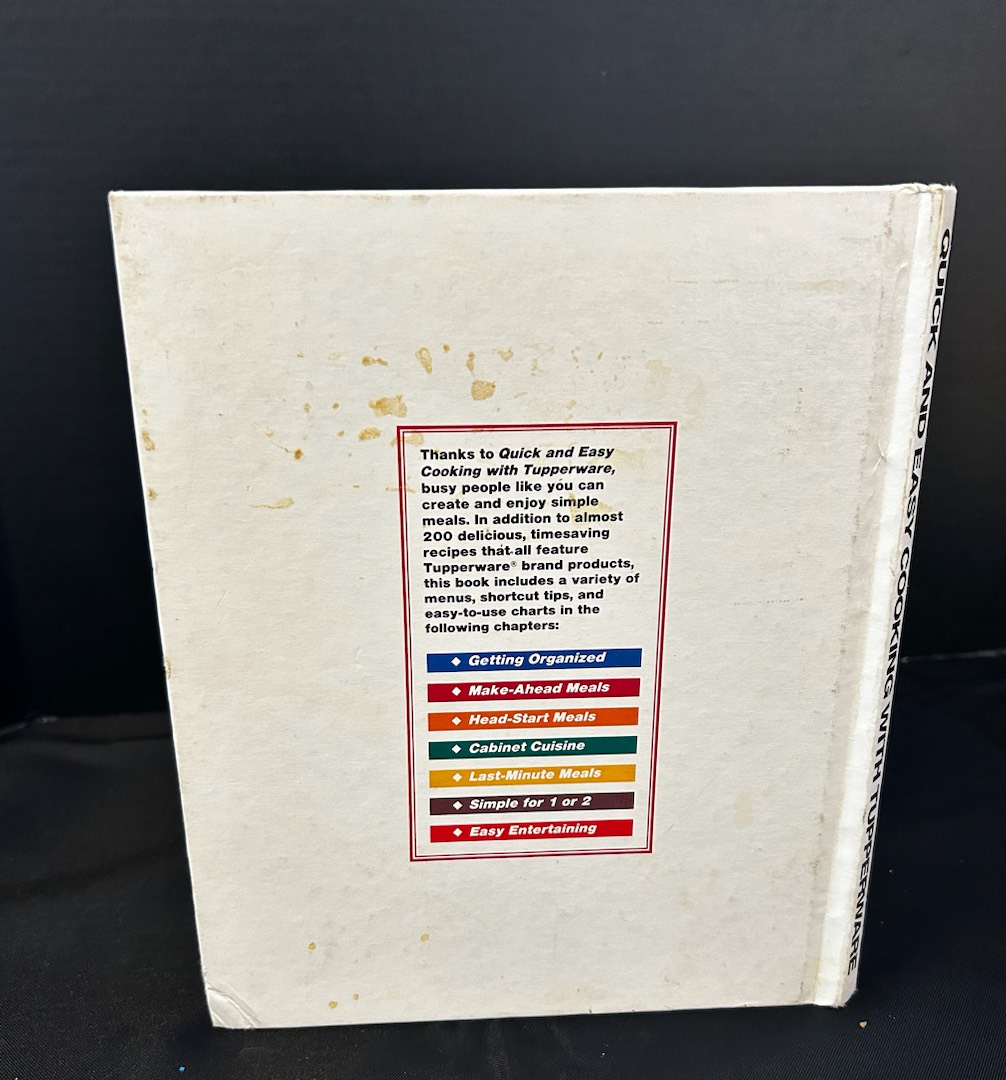 Thanks to Quick and Easy
Cooking with Tupperware,
busy people like you can
create and enjoy simple
meals. In addition to almost
200 delicious, timesaving
recipes that all feature
Tupperware® brand products,
this book includes a variety of
menus, shortcut tips, and
easy-to-use charts in the
following chapters:
◆ Getting Organized
◆ Make-Ahead Meals
◆ Head-Start Meals
◆ Cabinet Cuisine
◆ Last-Minute Meals
◆ Simple for 1 or 2
◆ Easy Entertaining
QUICK AND EASY COOKING WITH TUPPERWARE